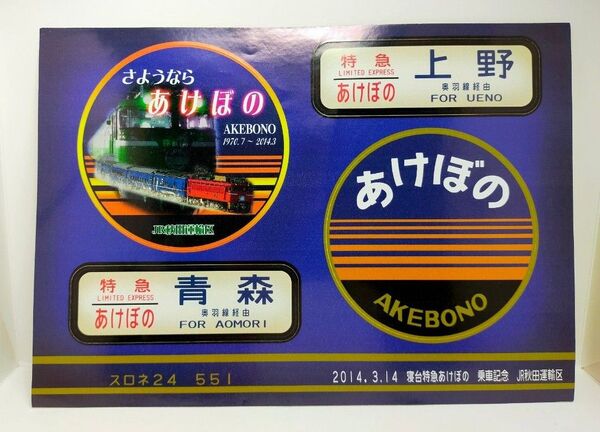 さようなら
あけぼの
AKEBONO
1970.7～2014.3
JR秋田運輸区
特急
LIMITED EXPRESS
あけぼの
上野
奥羽線経由
FOR UENO
あけぼの
AKEBONO
特急
LIMITED EXPRESS
あけぼの
青森
奥羽線経由
FOR AOMORI
スロネ24 551
2014.3.14 寝台特急あけぼの 乗車記念 JR秋田運輸区